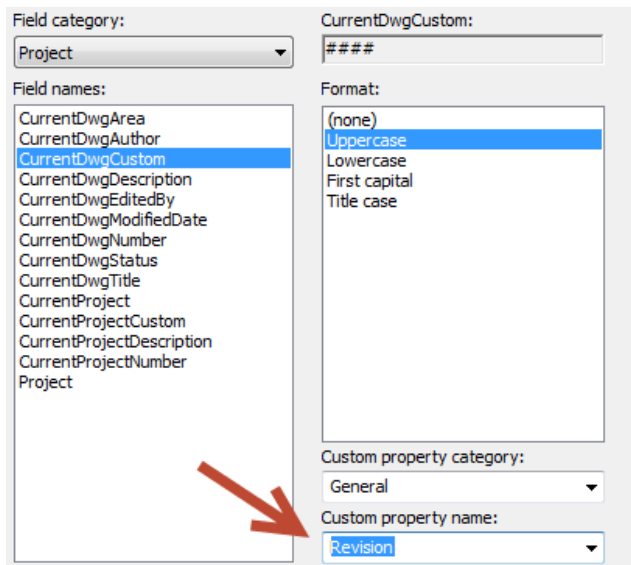 Field category:
Project
Field names:
CurrentDwgArea
CurrentDwgAuthor
CurrentDwgCustom
CurrentDwgDescription
CurrentDwgEditedBy
CurrentDwgModifiedDate
CurrentDwgNumber
CurrentDwgStatus
CurrentDwgTitle
CurrentProject
CurrentProjectCustom
CurrentProjectDescription
CurrentProjectNumber
Project
CurrentDwgCustom:
####
Format:
(none)
Uppercase
Lowercase
First capital
Title case
Custom property category:
General
Custom property name:
Revision